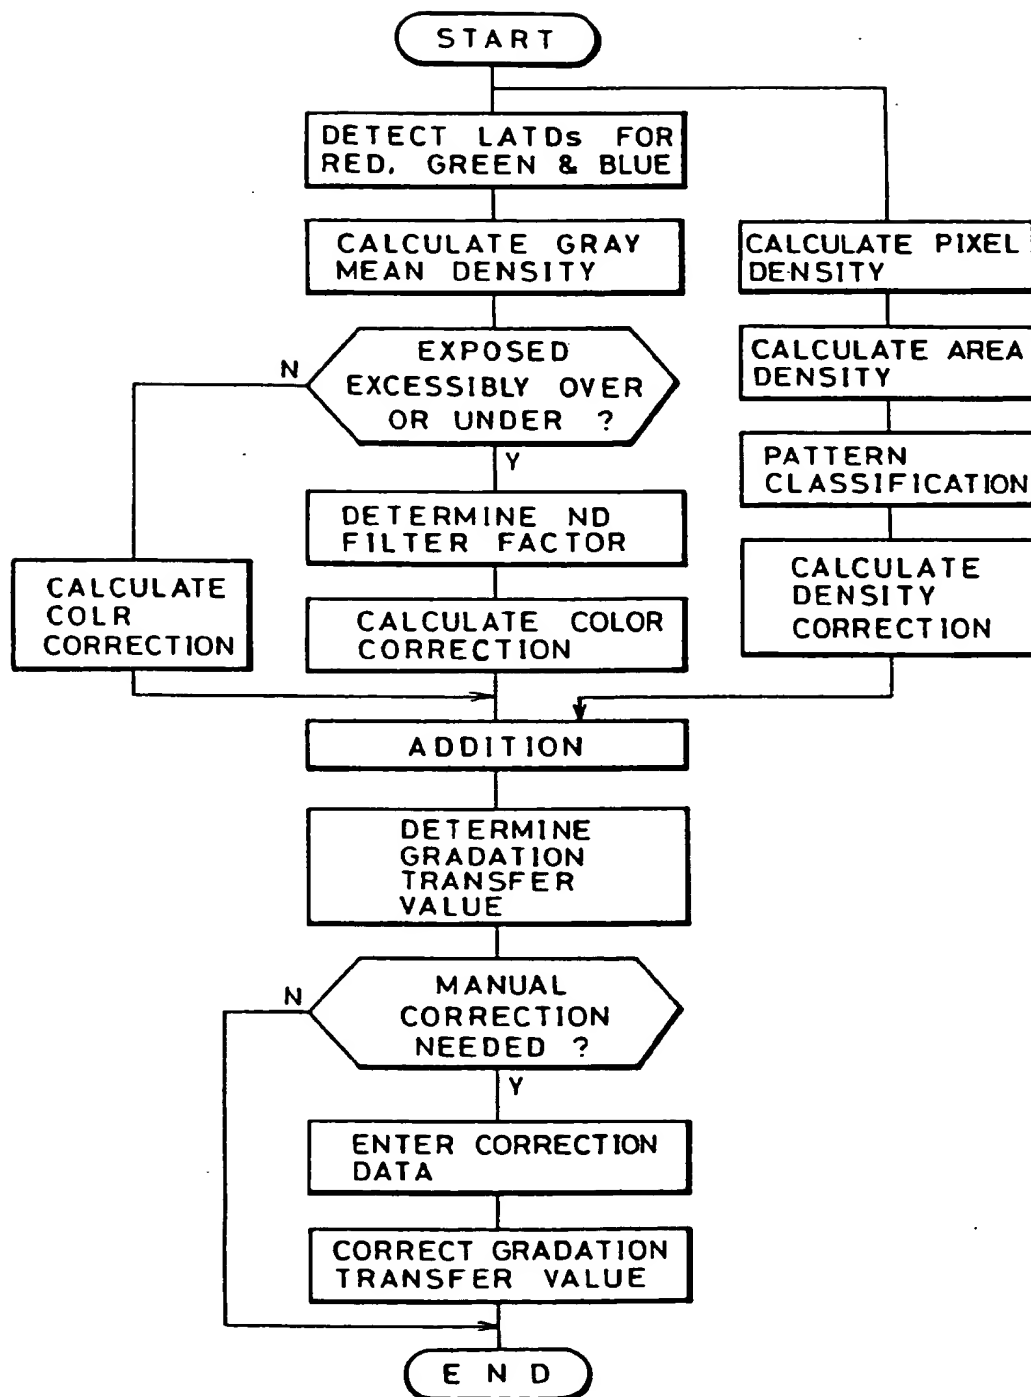 START
DETECT LATDs FOR
RED, GREEN & BLUE
CALCULATE GRAY
MEAN DENSITY
CALCULATE PIXEL
DENSITY
EXPOSED
EXCESSIBLY OVER
OR UNDER ?
N
Y
CALCULATE AREA
DENSITY
PATTERN
CLASSIFICATION
DETERMINE ND
FILTER FACTOR
CALCULATE
COLR
CORRECTION
CALCULATE COLOR
CORRECTION
CALCULATE
DENSITY
CORRECTION
ADDITION
DETERMINE
GRADATION
TRANSFER
VALUE
MANUAL
CORRECTION
NEEDED ?
N
Y
ENTER CORRECTION
DATA
CORRECT GRADATION
TRANSFER VALUE
END